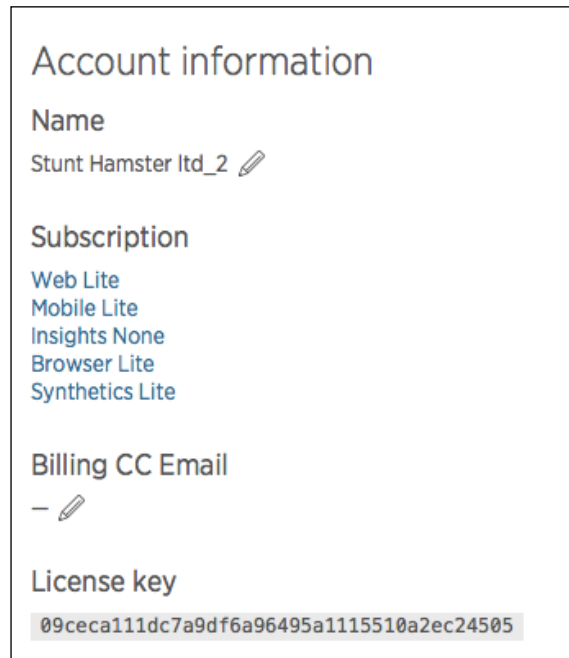 Account information
Name
Stunt Hamster ltd_2
Subscription
Web Lite
Mobile Lite
Insights None
Browser Lite
Synthetics Lite
Billing CC Email
—
License key
09ceca111dc7a9df6a96495a1115510a2ec24505